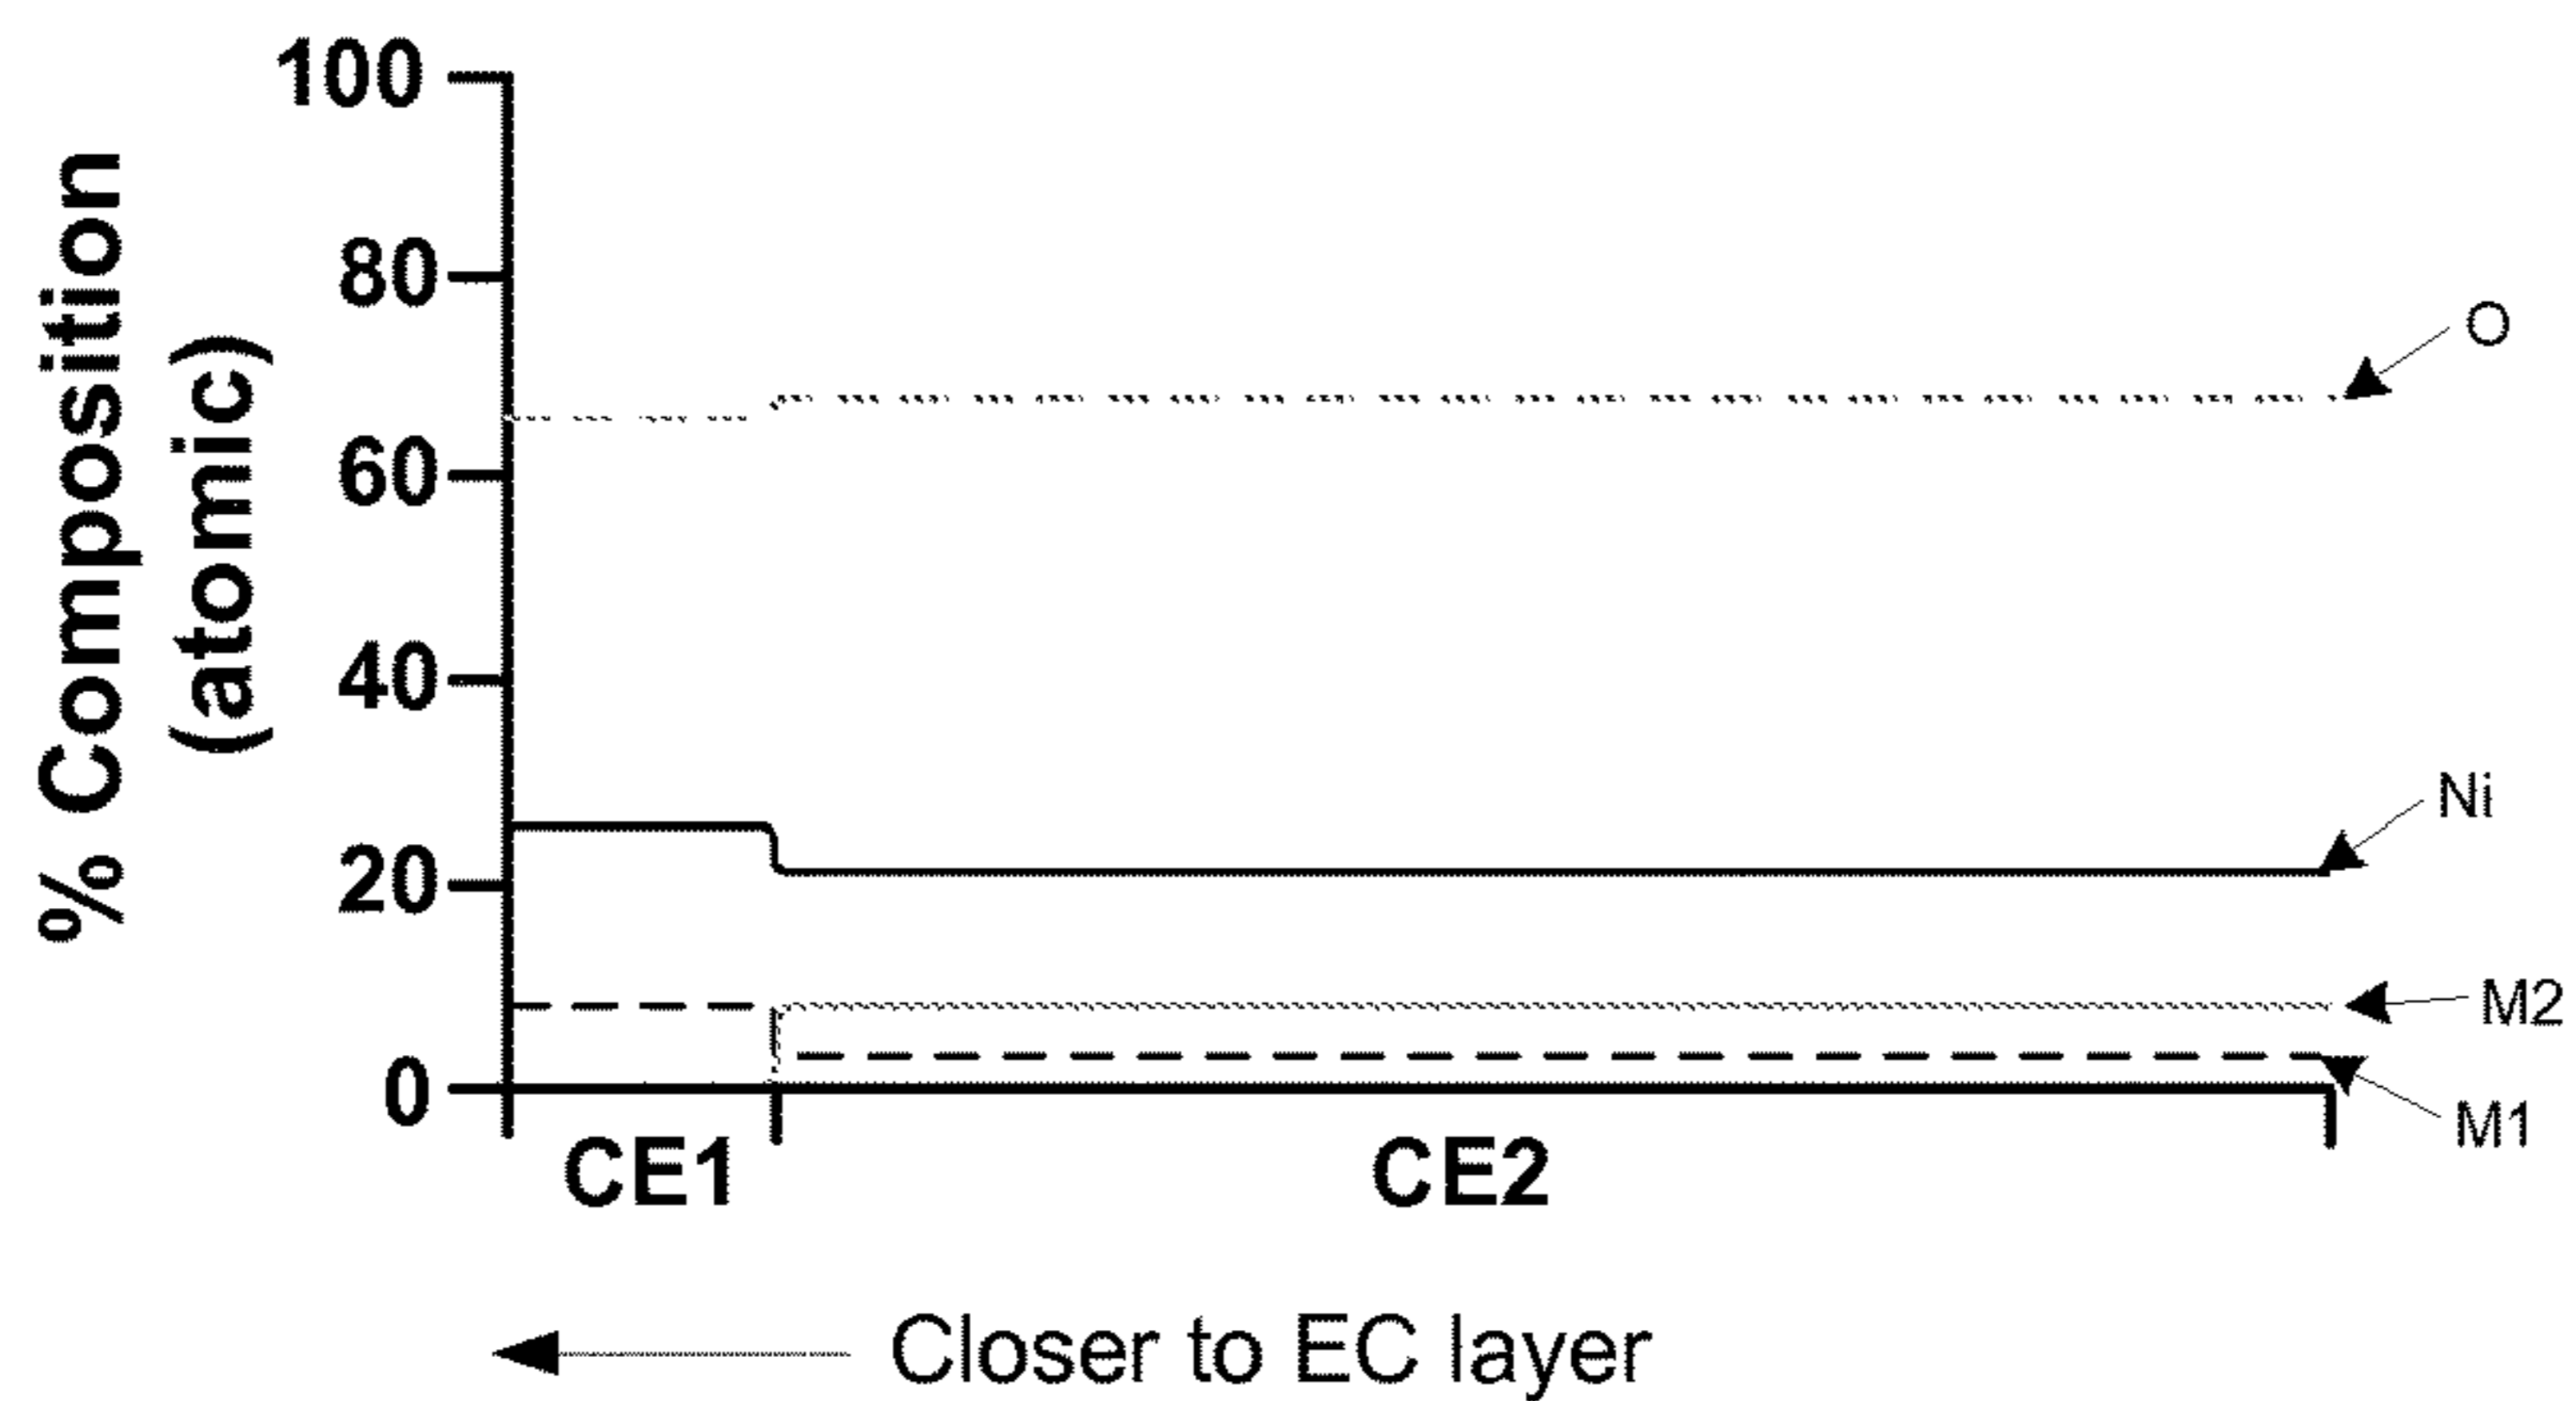 % Composition
(atomic)
100
80
60
40
20
0
O
Ni
M2
M1
CE1
CE2
Closer to EC layer